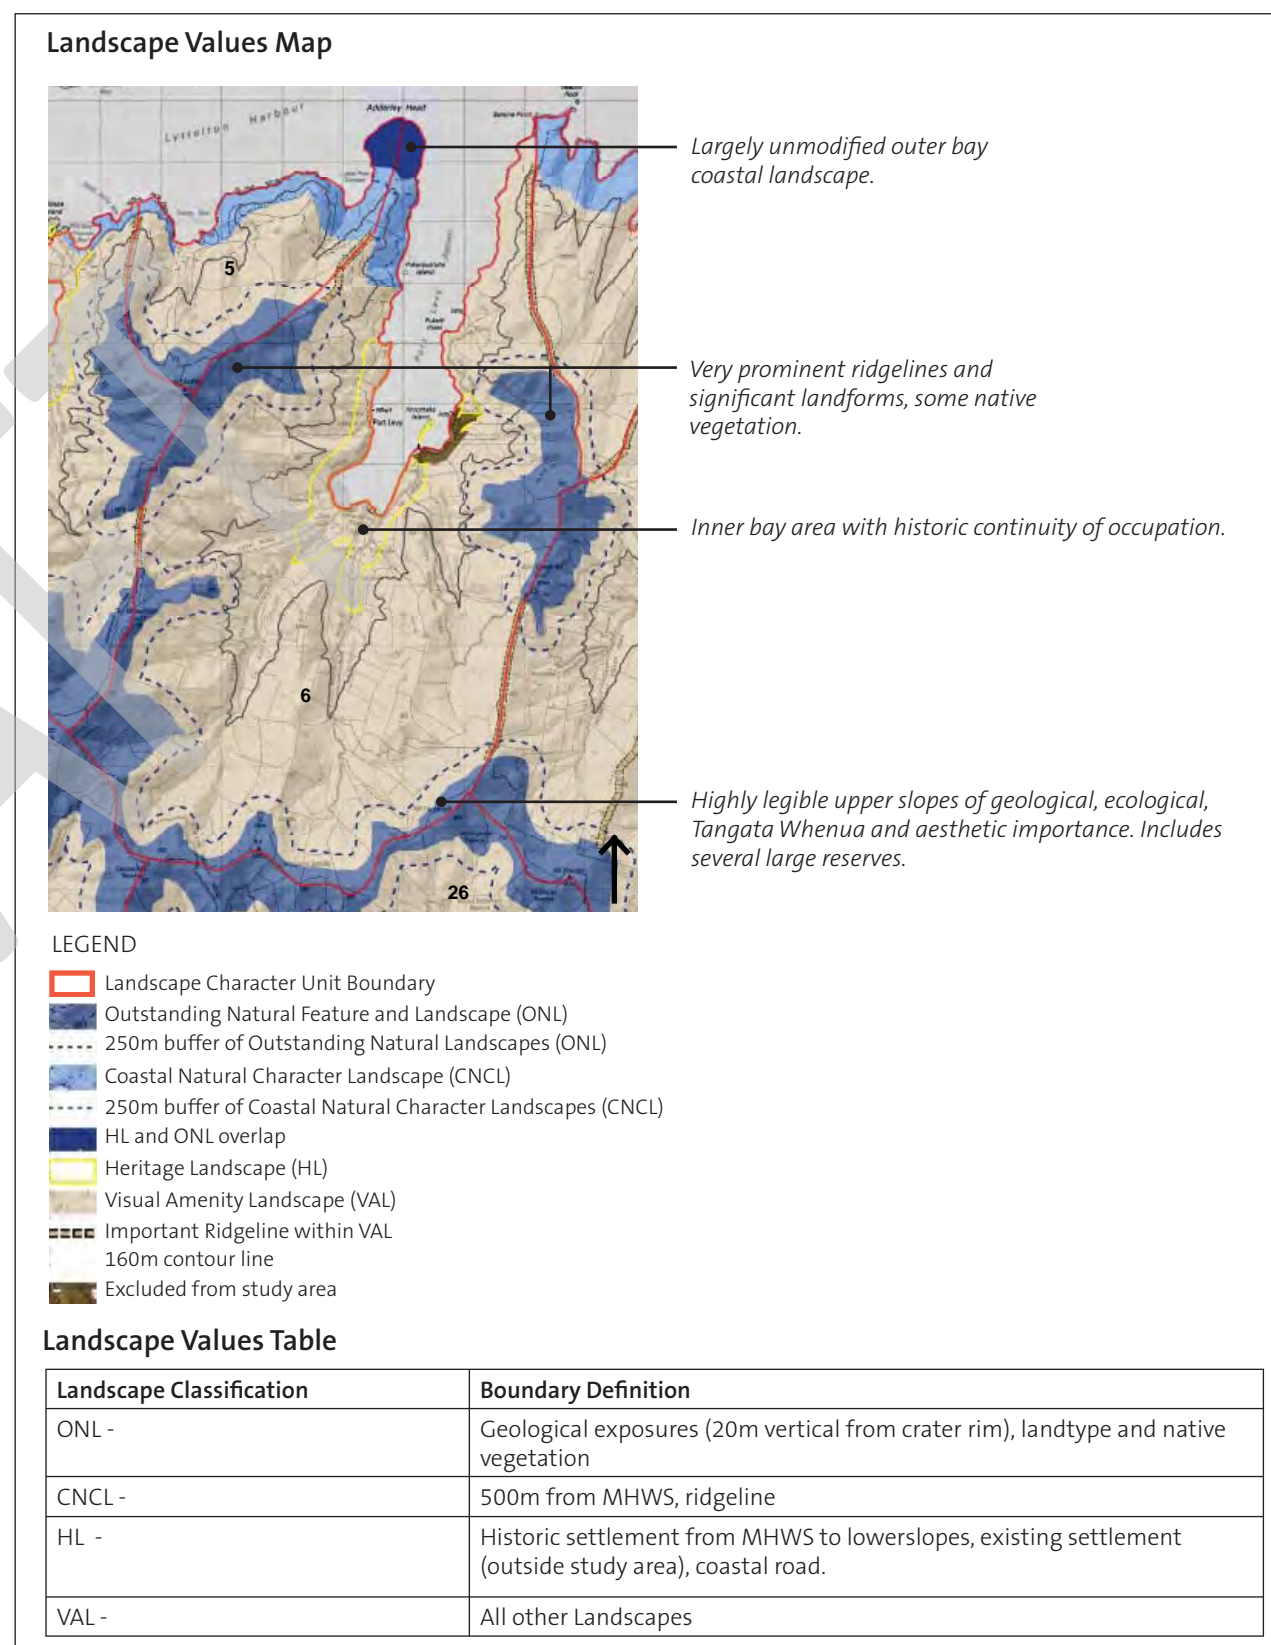 Landscape Values Map
Lyttelton Harbour
Adderley Head
Port Levy
5
6
26
Largely unmodified outer bay
coastal landscape.
Very prominent ridgelines and
significant landforms, some native
vegetation.
Inner bay area with historic continuity of occupation.
Highly legible upper slopes of geological, ecological,
Tangata Whenua and aesthetic importance. Includes
several large reserves.
LEGEND
Landscape Character Unit Boundary
Outstanding Natural Feature and Landscape (ONL)
250m buffer of Outstanding Natural Landscapes (ONL)
Coastal Natural Character Landscape (CNCL)
250m buffer of Coastal Natural Character Landscapes (CNCL)
HL and ONL overlap
Heritage Landscape (HL)
Visual Amenity Landscape (VAL)
Important Ridgeline within VAL
160m contour line
Excluded from study area
Landscape Values Table
Landscape Classification Boundary Definition
ONL - Geological exposures (20m vertical from crater rim), landtype and native
vegetation
CNCL - 500m from MHWS, ridgeline
HL - Historic settlement from MHWS to lowerslopes, existing settlement
(outside study area), coastal road.
VAL - All other Landscapes